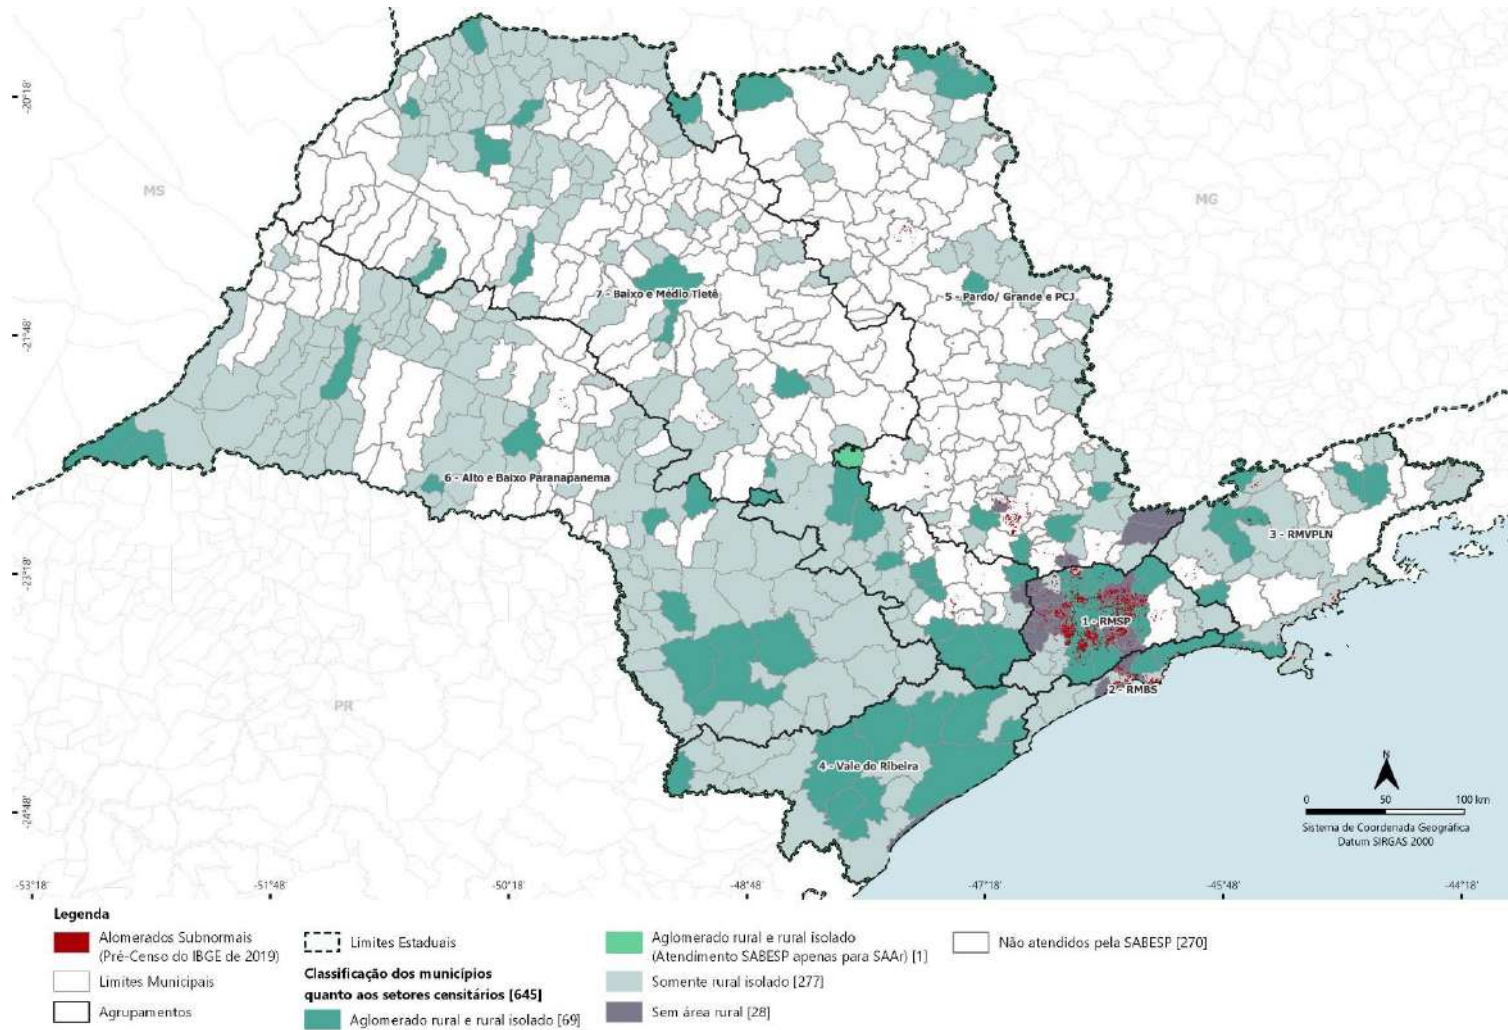 -20°18'
-21°48'
-23°18'
-24°48'
MS
MG
PR
7 - Baixo e Médio Tietê
5 - Pardo/ Grande e PCJ
6 - Alto e Baixo Paranapanema
3 - RMVPLN
1 - RMSP
2 - RMBS
4 - Vale do Ribeira
N
0 50 100 km
Sistema de Coordenada Geográfica
Datum SIRGAS 2000
-53°18' -51°48' -50°18' -48°48' -47°18' -45°48' -44°18'
Legenda
Alomerados Subnormais
(Pré-Censo do IBGE de 2019)
Limites Municipais
Agrupamentos
Limites Estaduais
Classificação dos municípios
quanto aos setores censitários [645]
Aglomerado rural e rural isolado [69]
Aglomerado rural e rural isolado
(Atendimento SABESP apenas para SAAr) [1]
Somente rural isolado [277]
Sem área rural [28]
Não atendidos pela SABESP [270]